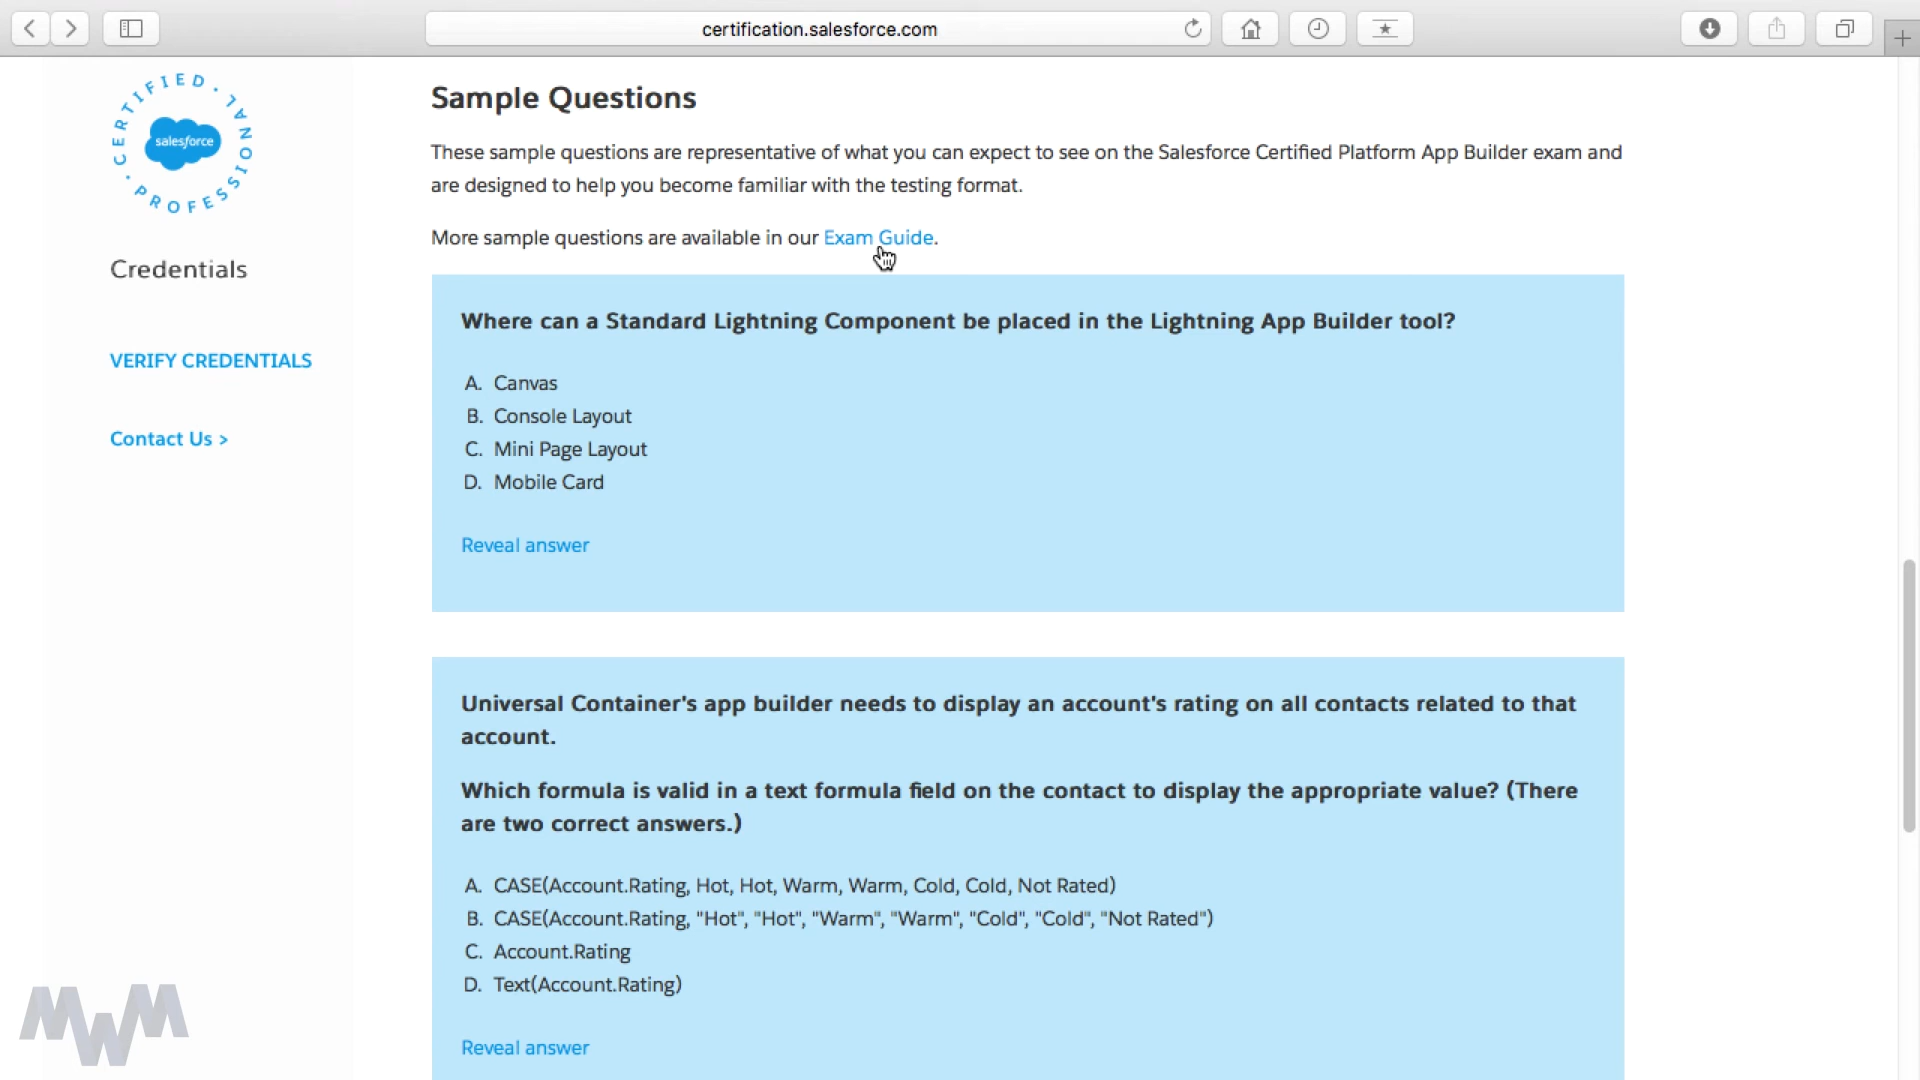 certification.salesforce.com
CERTIFIED PROFESSIONAL
salesforce
Credentials
VERIFY CREDENTIALS
Contact Us >
Sample Questions
These sample questions are representative of what you can expect to see on the Salesforce Certified Platform App Builder exam and
are designed to help you become familiar with the testing format.
More sample questions are available in our Exam Guide.
Where can a Standard Lightning Component be placed in the Lightning App Builder tool?
A. Canvas
B. Console Layout
C. Mini Page Layout
D. Mobile Card
Reveal answer
Universal Container's app builder needs to display an account's rating on all contacts related to that
account.
Which formula is valid in a text formula field on the contact to display the appropriate value? (There
are two correct answers.)
A. CASE(Account.Rating, Hot, Hot, Warm, Warm, Cold, Cold, Not Rated)
B. CASE(Account.Rating, "Hot", "Hot", "Warm", "Warm", "Cold", "Cold", "Not Rated")
C. Account.Rating
D. Text(Account.Rating)
Reveal answer
MWM